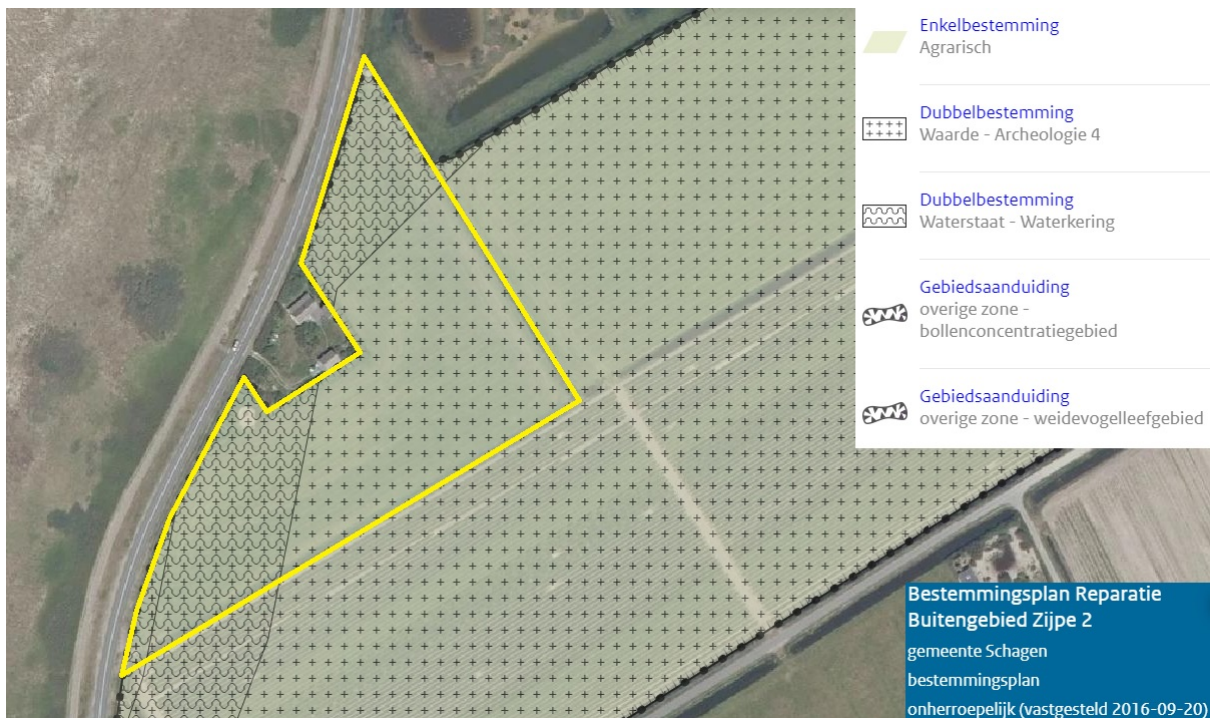 Enkelbestemming
Agrarisch
Dubbelbestemming
Waarde - Archeologie 4
Dubbelbestemming
Waterstaat - Waterkering
Gebiedsaanduiding
overige zone -
bollenconcentratiegebied
Gebiedsaanduiding
overige zone - weidevogelleefgebied
Bestemmingsplan Reparatie
Buitengebied Zijpe 2
gemeente Schagen
bestemmingsplan
onherroepelijk (vastgesteld 2016-09-20)